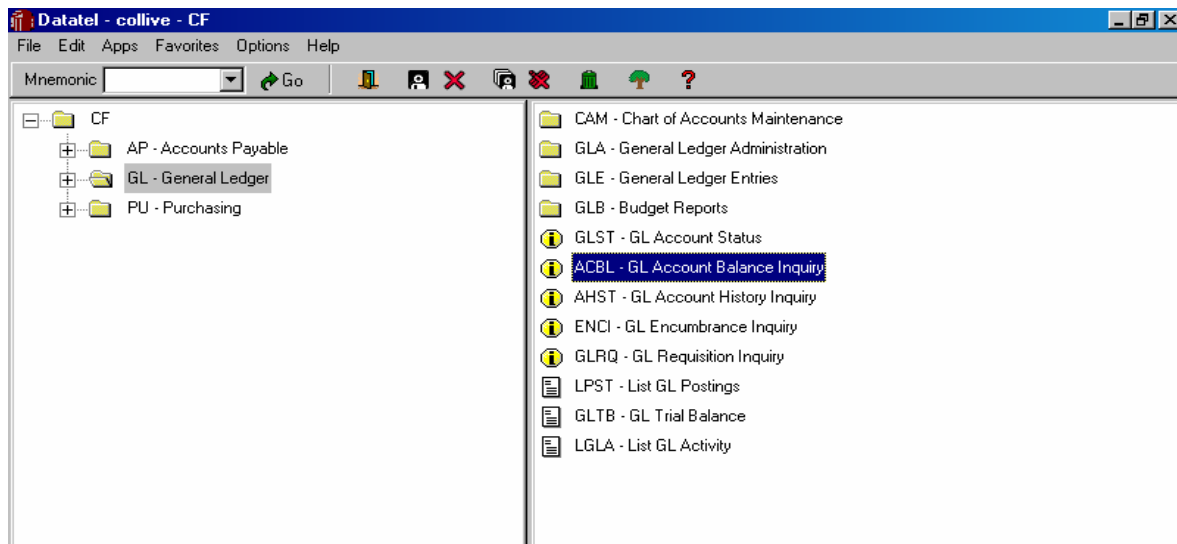 Datatel - collive - CF
File Edit Apps Favorites Options Help
Mnemonic Go ?
CF
AP - Accounts Payable
GL - General Ledger
PU - Purchasing
CAM - Chart of Accounts Maintenance
GLA - General Ledger Administration
GLE - General Ledger Entries
GLB - Budget Reports
GLST - GL Account Status
ACBL - GL Account Balance Inquiry
AHST - GL Account History Inquiry
ENCI - GL Encumbrance Inquiry
GLRQ - GL Requisition Inquiry
LPST - List GL Postings
GLTB - GL Trial Balance
LGLA - List GL Activity